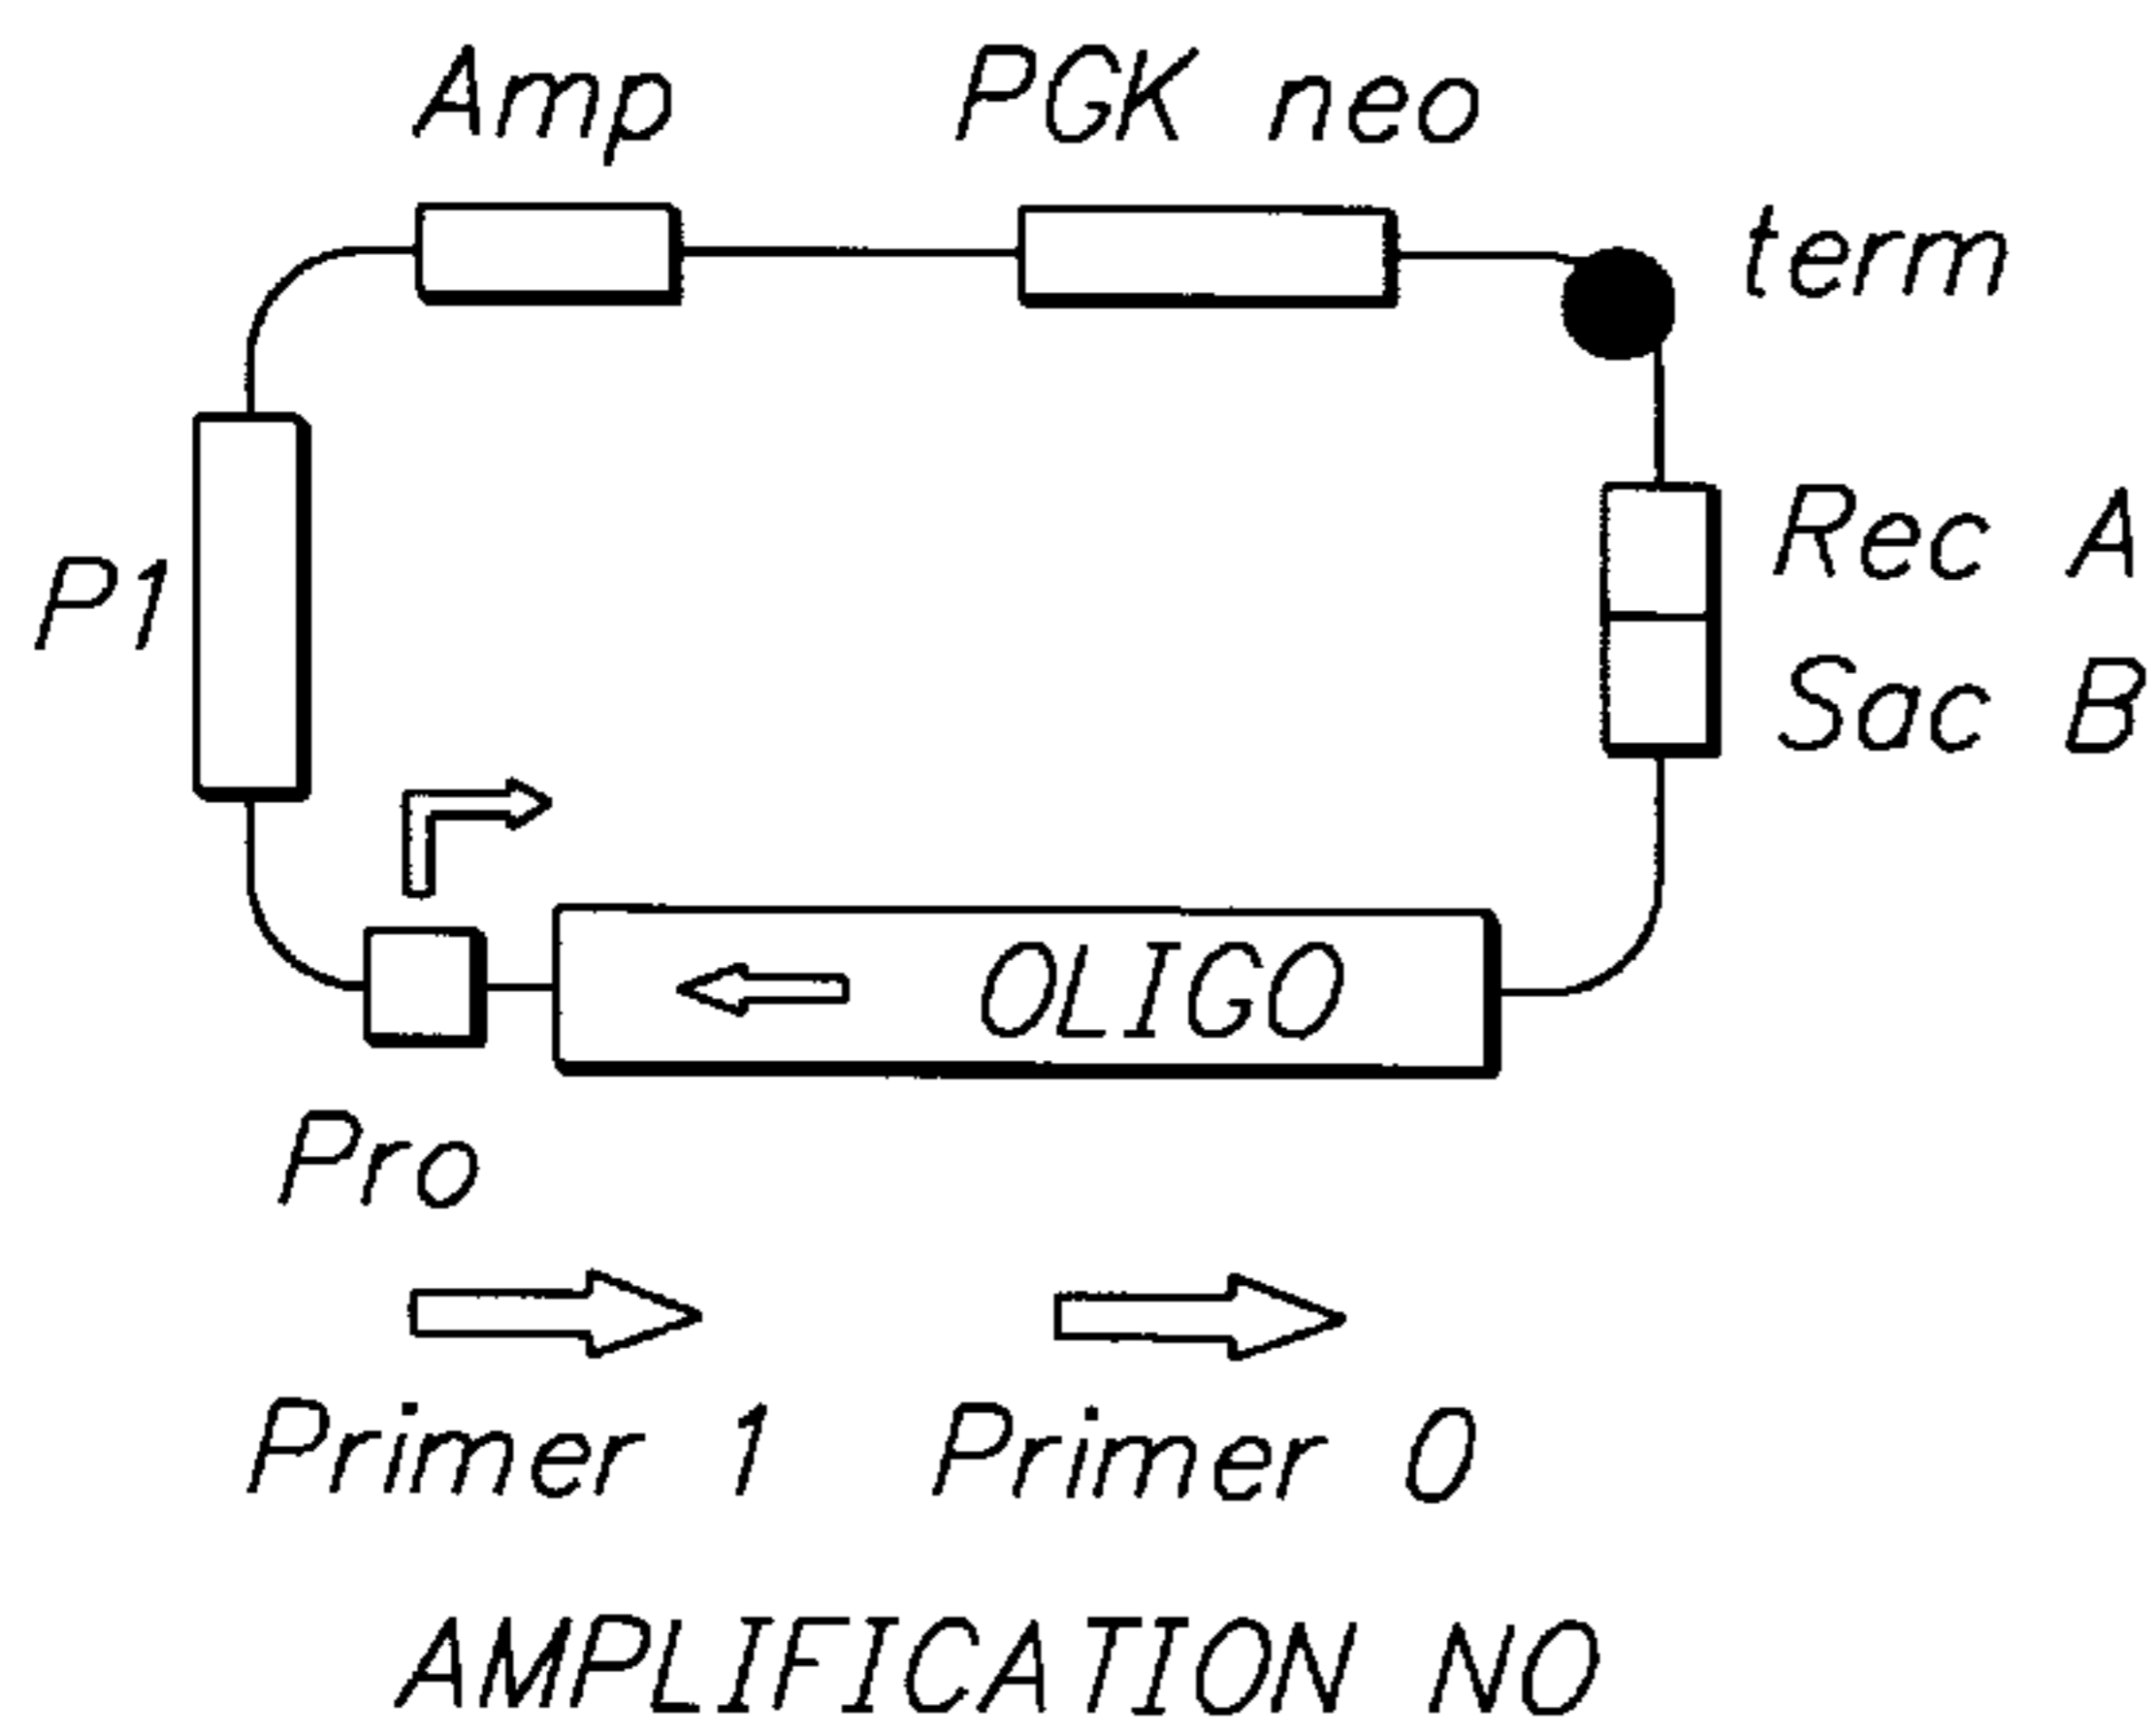 Amp PGK neo
term
Rec A
P1
Sac B
OLIGO
Pro
Primer 1 Primer 0
AMPLIFICATION NO